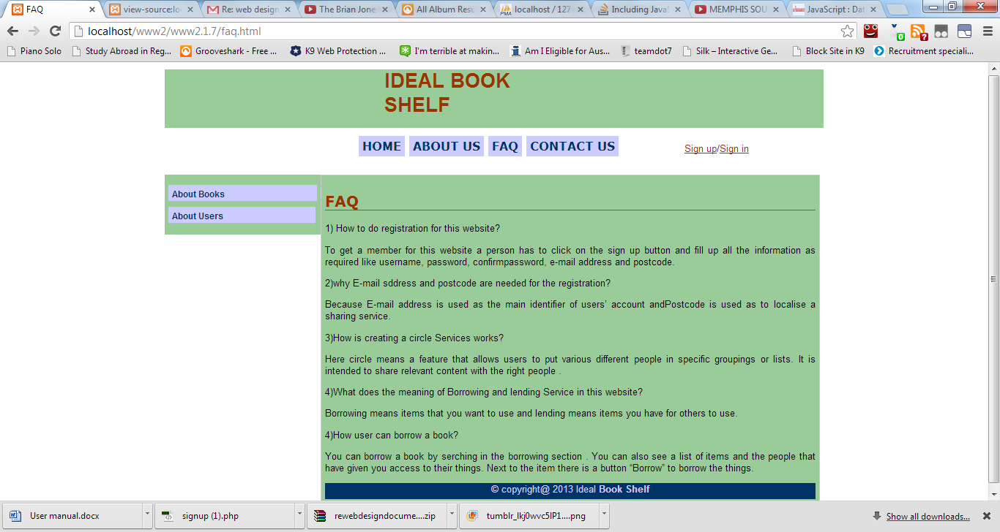 FAQ
view-source:lo
Re: web design
The Brian Jone
All Album Resu
localhost / 127
Including JavaS
MEMPHIS SOU
JavaScript : Dat
localhost/www2/www2.1.7/faq.html
0
?
Piano Solo
Study Abroad in Reg...
Grooveshark - Free ...
K9 Web Protection ...
I'm terrible at makin...
Am I Eligible for Aus...
teamdot7
Silk – Interactive Ge...
Block Site in K9
Recruitment speciali...
IDEAL BOOK
SHELF
HOME
ABOUT US
FAQ
CONTACT US
Sign up/Sign in
About Books
About Users
FAQ
1) How to do registration for this website?
To get a member for this website a person has to click on the sign up button and fill up all the information as
required like username, password, confirmpassword, e-mail address and postcode.
2)why E-mail sddress and postcode are needed for the registration?
Because E-mail address is used as the main identifier of users’ account andPostcode is used as to localise a
sharing service.
3)How is creating a circle Services works?
Here circle means a feature that allows users to put various different people in specific groupings or lists. It is
intended to share relevant content with the right people .
4)What does the meaning of Borrowing and lending Service in this website?
Borrowing means items that you want to use and lending means items you have for others to use.
4)How user can borrow a book?
You can borrow a book by serching in the borrowing section . You can also see a list of items and the people that
have given you access to their things. Next to the item there is a button “Borrow” to borrow the things.
© copyright@ 2013 Ideal Book Shelf
User manual.docx
signup (1).php
rewebdesigndocume....zip
tumblr_lkj0wvc5lP1....png
Show all downloads...